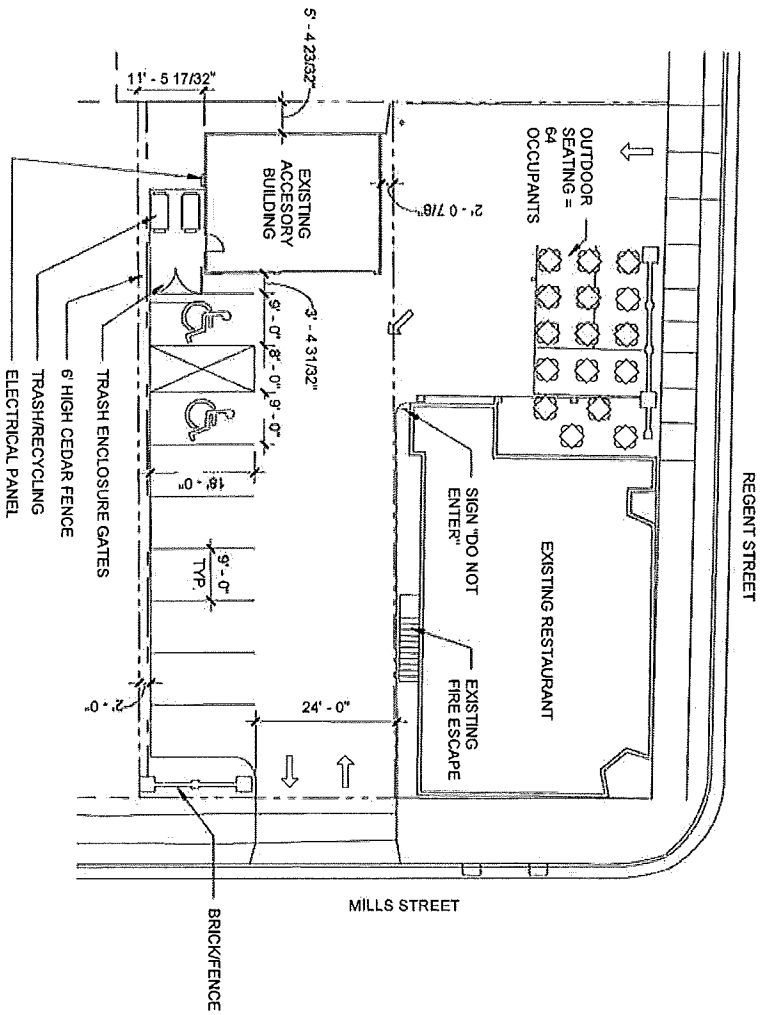 REGENT STREET
MILLS STREET
OUTDOOR
SEATING =
64
OCCUPANTS
5' - 4 23/32"
11' - 5 17/32"
EXISTING
ACCESORY
BUILDING
2' - 0 7/8"
3' - 4 31/32"
9' - 0"
8' - 0"
9' - 0"
18' - 0"
9' - 0"
TYP.
24' - 0"
2' - 0"
SIGN "DO NOT
ENTER"
EXISTING RESTAURANT
EXISTING
FIRE ESCAPE
TRASH ENCLOSURE GATES
6' HIGH CEDAR FENCE
TRASH/RECYCLING
ELECTRICAL PANEL
BRICK/FENCE